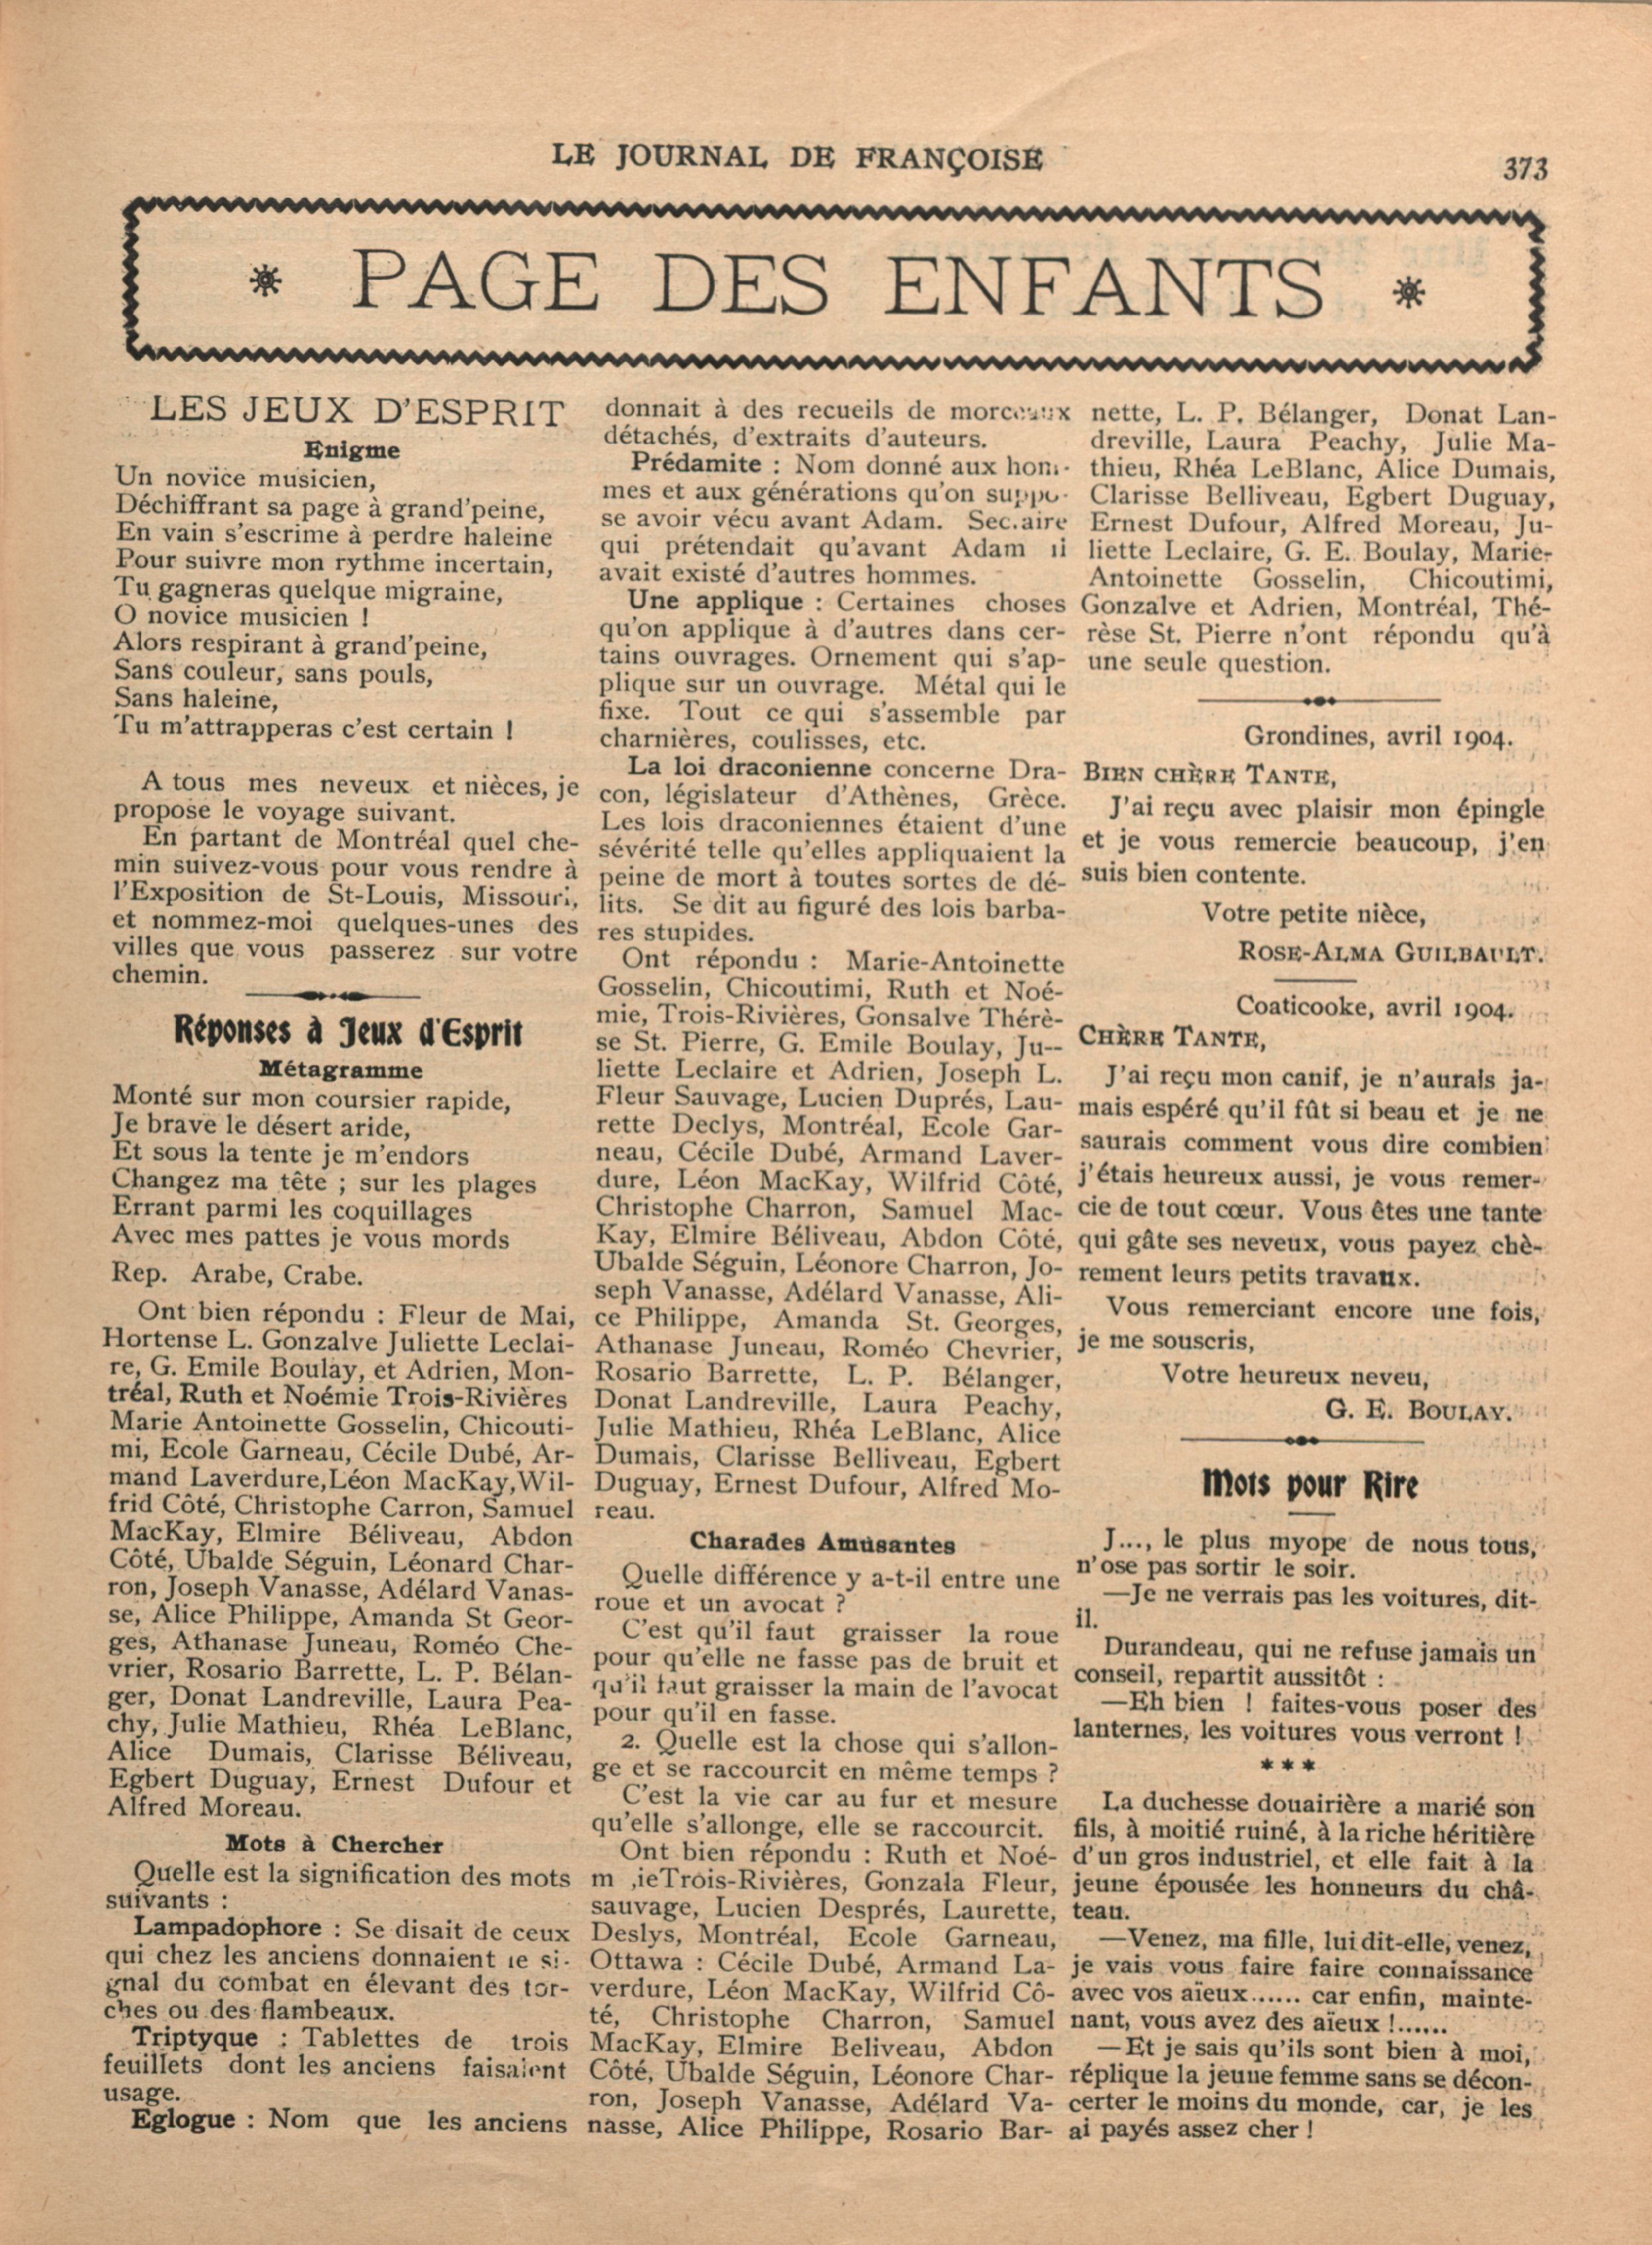 LE JOURNAL DE FRANÇOISE
373
PAGE DES ENFANTS
LES JEUX D'ESPRIT
Enigme
Un novice musicien,
Déchiffrant sa page à grand'peine,
En vain s'escrime à perdre haleine
Pour suivre mon rythme incertain,
Tu gagneras quelque migraine,
O novice musicien !
Alors respirant à grand'peine,
Sans couleur, sans pouls,
Sans haleine,
Tu m'attrapperas c'est certain !
A tous mes neveux et nièces, je
propose le voyage suivant.
En partant de Montréal quel che-
min suivez-vous pour vous rendre à
l'Exposition de St-Louis, Missouri,
et nommez-moi quelques-unes des
villes que vous passerez sur votre
chemin.
Réponses à Jeux d'Esprit
Métagramme
Monté sur mon coursier rapide,
Je brave le désert aride,
Et sous la tente je m'endors
Changez ma tête ; sur les plages
Errant parmi les coquillages
Avec mes pattes je vous mords
Rep. Arabe, Crabe.
Ont bien répondu : Fleur de Mai,
Hortense L. Gonzalve Juliette Leclai-
re, G. Emile Boulay, et Adrien, Mon-
tréal, Ruth et Noémie Trois-Rivières
Marie Antoinette Gosselin, Chicouti-
mi, Ecole Garneau, Cécile Dubé, Ar-
mand Laverdure,Léon MacKay,Wil-
frid Côté, Christophe Carron, Samuel
MacKay, Elmire Béliveau, Abdon
Côté, Ubalde Séguin, Léonard Char-
ron, Joseph Vanasse, Adélard Vanas-
se, Alice Philippe, Amanda St Geor-
ges, Athanase Juneau, Roméo Che-
vrier, Rosario Barrette, L. P. Bélan-
ger, Donat Landreville, Laura Pea-
chy, Julie Mathieu, Rhéa LeBlanc,
Alice Dumais, Clarisse Béliveau,
Egbert Duguay, Ernest Dufour et
Alfred Moreau.
Mots à Chercher
Quelle est la signification des mots
suivants :
Lampadophore : Se disait de ceux
qui chez les anciens donnaient le si-
gnal du combat en élevant des tor-
ches ou des flambeaux.
Triptyque : Tablettes de trois
feuillets dont les anciens faisaient
usage.
Eglogue : Nom que les anciens
donnait à des recueils de morceaux
détachés, d'extraits d'auteurs.
Prédamite : Nom donné aux hom-
mes et aux générations qu'on suppo-
se avoir vécu avant Adam. Sec.aire
qui prétendait qu'avant Adam il
avait existé d'autres hommes.
Une applique : Certaines choses
qu'on applique à d'autres dans cer-
tains ouvrages. Ornement qui s'ap-
plique sur un ouvrage. Métal qui le
fixe. Tout ce qui s'assemble par
charnières, coulisses, etc.
La loi draconienne concerne Dra-
con, législateur d'Athènes, Grèce.
Les lois draconiennes étaient d'une
sévérité telle qu'elles appliquaient la
peine de mort à toutes sortes de dé-
lits. Se dit au figuré des lois barba-
res stupides.
Ont répondu : Marie-Antoinette
Gosselin, Chicoutimi, Ruth et Noé-
mie, Trois-Rivières, Gonsalve Thérè-
se St. Pierre, G. Emile Boulay, Ju--
liette Leclaire et Adrien, Joseph L.
Fleur Sauvage, Lucien Duprés, Lau-
rette Declys, Montréal, Ecole Gar-
neau, Cécile Dubé, Armand Laver-
dure, Léon MacKay, Wilfrid Côté,
Christophe Charron, Samuel Mac-
Kay, Elmire Béliveau, Abdon Côté,
Ubalde Séguin, Léonore Charron, Jo-
seph Vanasse, Adélard Vanasse, Ali-
ce Philippe, Amanda St. Georges,
Athanase Juneau, Roméo Chevrier,
Rosario Barrette, L. P. Bélanger,
Donat Landreville, Laura Peachy,
Julie Mathieu, Rhéa LeBlanc, Alice
Dumais, Clarisse Belliveau, Egbert
Duguay, Ernest Dufour, Alfred Mo-
reau.
Charades Amusantes
Quelle différence y a-t-il entre une
roue et un avocat ?
C'est qu'il faut graisser la roue
pour qu'elle ne fasse pas de bruit et
qu'il faut graisser la main de l'avocat
pour qu'il en fasse.
2. Quelle est la chose qui s'allon-
ge et se raccourcit en même temps ?
C'est la vie car au fur et mesure
qu'elle s'allonge, elle se raccourcit.
Ont bien répondu : Ruth et Noé-
m ,ieTrois-Rivières, Gonzala Fleur,
sauvage, Lucien Després, Laurette,
Deslys, Montréal, Ecole Garneau,
Ottawa : Cécile Dubé, Armand La-
verdure, Léon MacKay, Wilfrid Cô-
té, Christophe Charron, Samuel
MacKay, Elmire Beliveau, Abdon
Côté, Ubalde Séguin, Léonore Char-
ron, Joseph Vanasse, Adélard Va-
nasse, Alice Philippe, Rosario Bar-
nette, L. P. Bélanger, Donat Lan-
dreville, Laura Peachy, Julie Ma-
thieu, Rhéa LeBlanc, Alice Dumais,
Clarisse Belliveau, Egbert Duguay,
Ernest Dufour, Alfred Moreau, Ju-
liette Leclaire, G. E. Boulay, Marie-
Antoinette Gosselin, Chicoutimi,
Gonzalve et Adrien, Montréal, Thé-
rèse St. Pierre n'ont répondu qu'à
une seule question.
Grondines, avril 1904.
BIEN CHÈRE TANTE,
J'ai reçu avec plaisir mon épingle
et je vous remercie beaucoup, j'en
suis bien contente.
Votre petite nièce,
ROSE-ALMA GUILBAULT.
Coaticooke, avril 1904.
CHÈRE TANTE,
J'ai reçu mon canif, je n'aurais ja-
mais espéré qu'il fût si beau et je ne
saurais comment vous dire combien
j'étais heureux aussi, je vous remer-
cie de tout cœur. Vous êtes une tante
qui gâte ses neveux, vous payez chè-
rement leurs petits travaux.
Vous remerciant encore une fois,
je me souscris,
Votre heureux neveu,
G. E. BOULAY.
Mots pour Rire
J..., le plus myope de nous tous,
n'ose pas sortir le soir.
—Je ne verrais pas les voitures, dit-
il.
Durandeau, qui ne refuse jamais un
conseil, repartit aussitôt :
—Eh bien ! faites-vous poser des
lanternes, les voitures vous verront !
***
La duchesse douairière a marié son
fils, à moitié ruiné, à la riche héritière
d'un gros industriel, et elle fait à la
jeune épousée les honneurs du châ-
teau.
—Venez, ma fille, lui dit-elle, venez,
je vais vous faire faire connaissance
avec vos aïeux...... car enfin, mainte-
nant, vous avez des aïeux !......
—Et je sais qu'ils sont bien à moi,
réplique la jeune femme sans se décon-
certer le moins du monde, car, je les
ai payés assez cher !